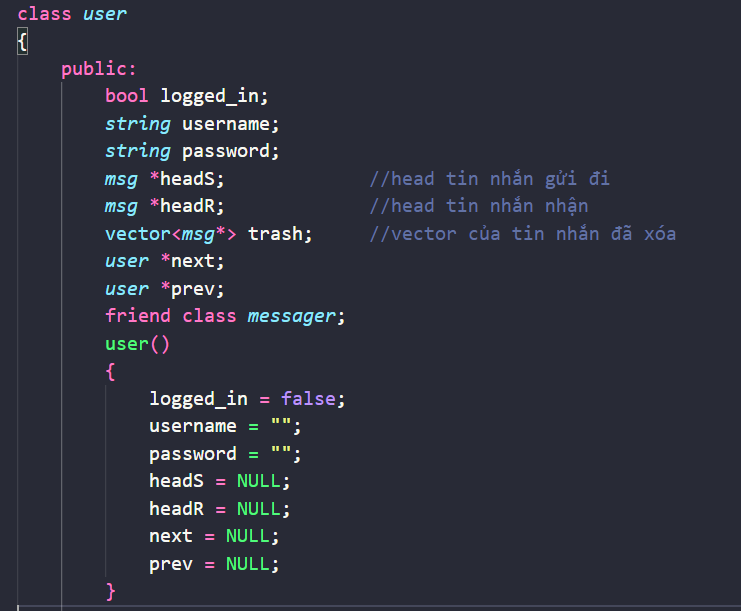 class user
{
public:
bool logged_in;
string username;
string password;
msg *headS; //head tin nhắn gửi đi
msg *headR; //head tin nhắn nhận
vector<msg*> trash; //vector của tin nhắn đã xóa
user *next;
user *prev;
friend class messager;
user()
{
logged_in = false;
username = "";
password = "";
headS = NULL;
headR = NULL;
next = NULL;
prev = NULL;
}